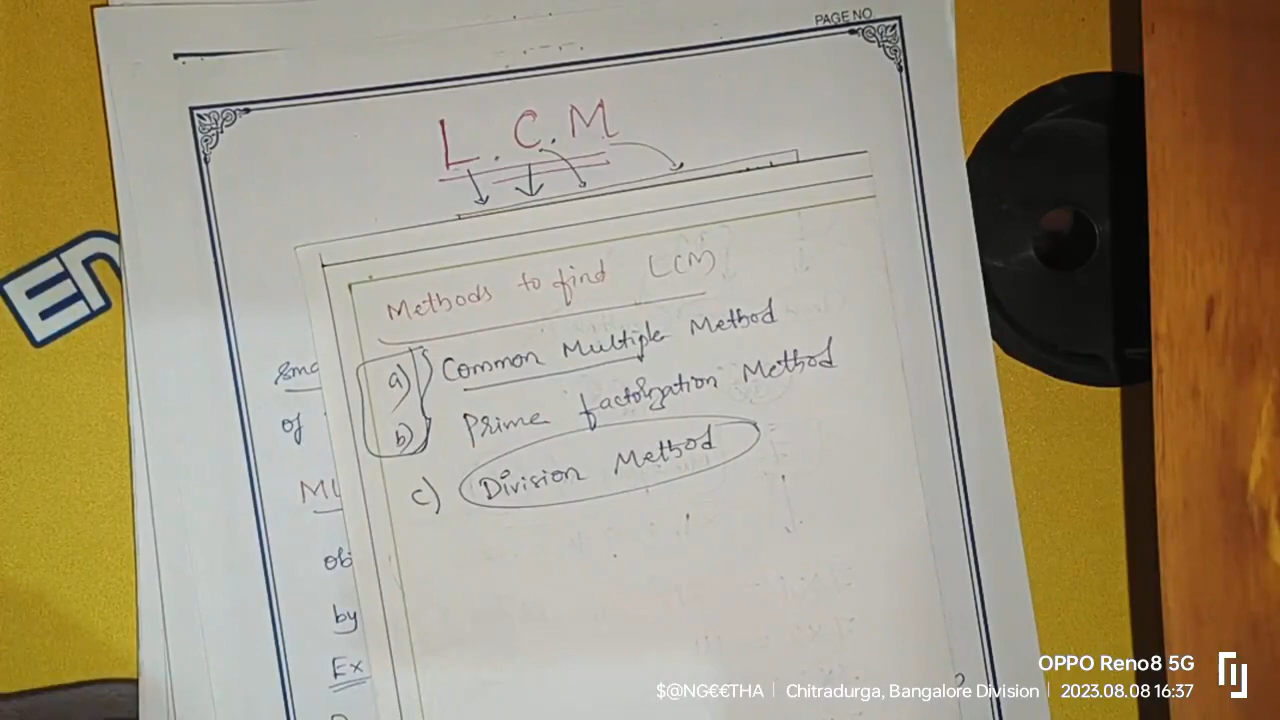 PAGE NO
L.C.M
Methods to find LCM
a) Common Multiple Method
b) Prime factorization Method
c) Division Method
of
by
Ex
EN
OPPO Reno8 5G
$@NG€€THA | Chitradurga, Bangalore Division | 2023.08.08 16:37